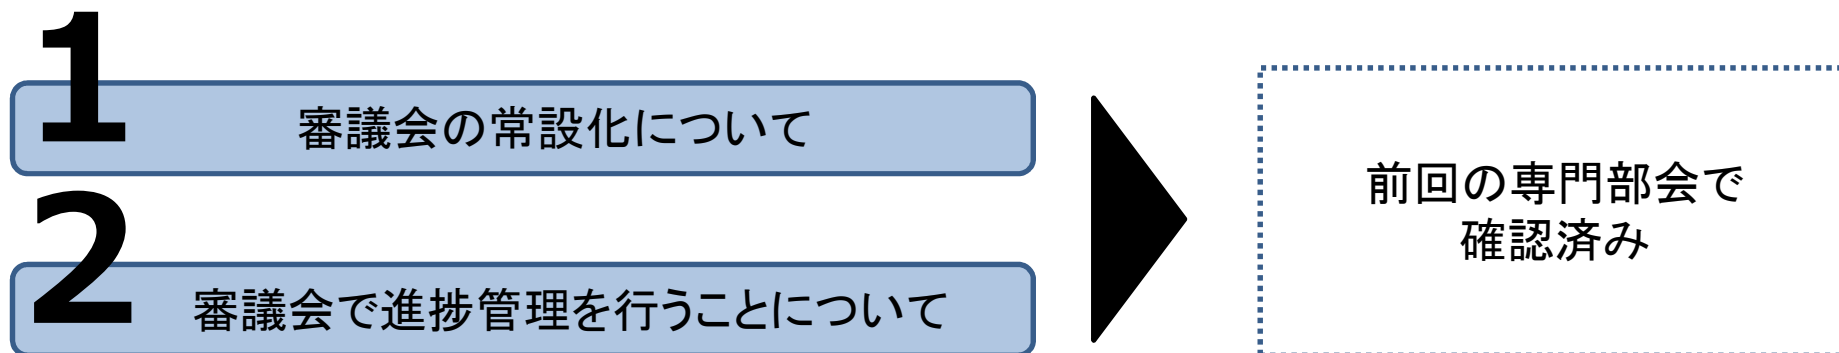 1
審議会の常設化について
2
審議会で進捗管理を行うことについて
前回の専門部会で
確認済み